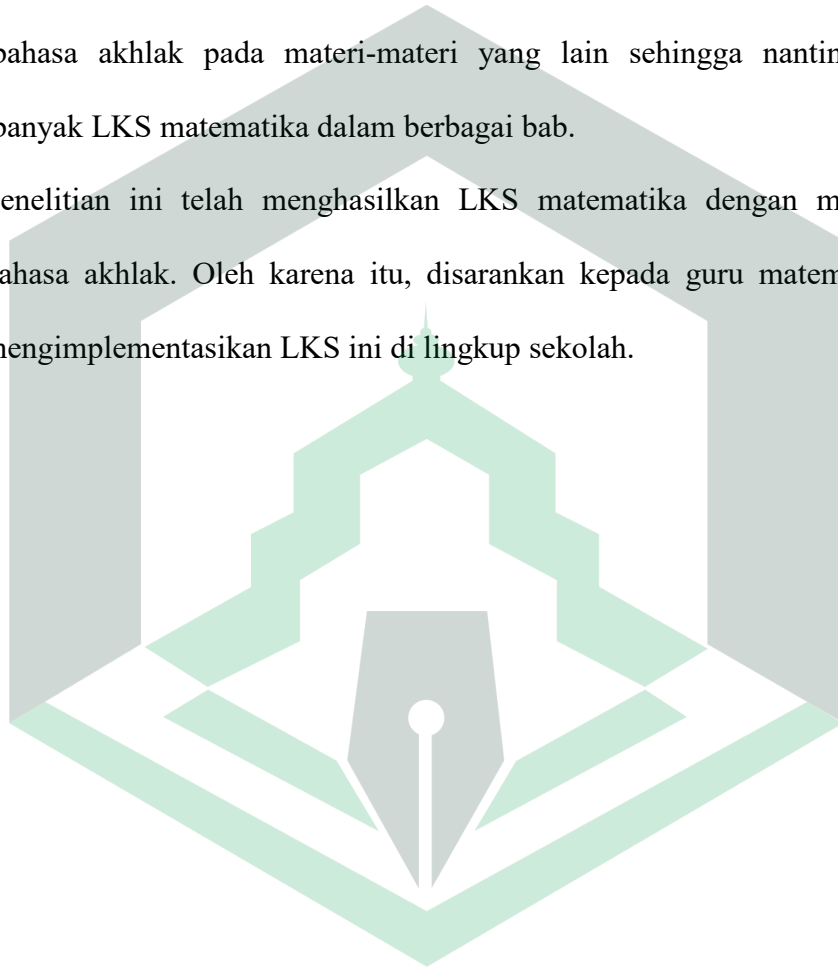 bahasa akhlak pada materi-materi yang lain sehingga nantin
banyak LKS matematika dalam berbagai bab.
enelitian ini telah menghasilkan LKS matematika dengan m
ahasa akhlak. Oleh karena itu, disarankan kepada guru matem
mengimplementasikan LKS ini di lingkup sekolah.